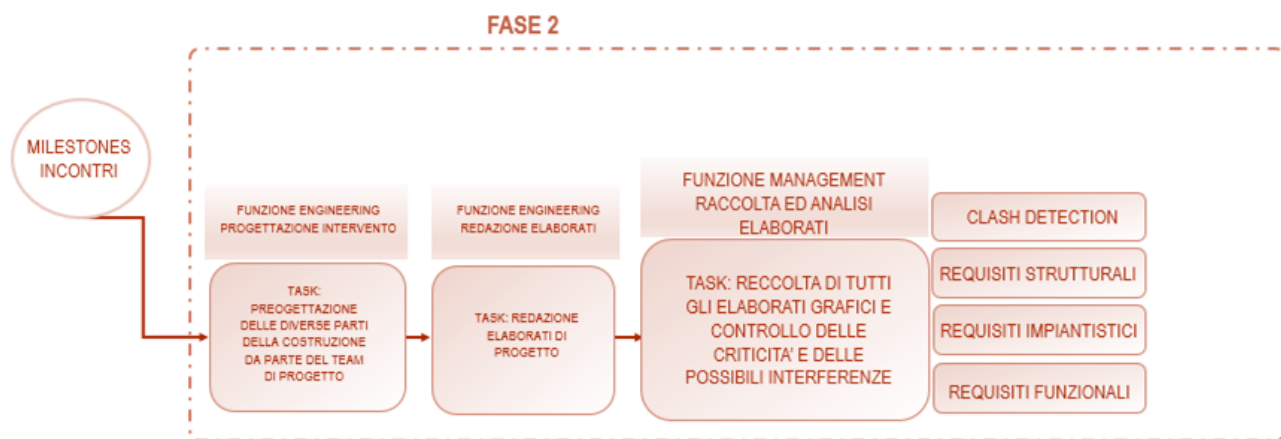 FASE 2
MILESTONES
INCONTRI
FUNZIONE ENGINEERING
PROGETTAZIONE INTERVENTO
TASK:
PREOGETTAZIONE
DELLE DIVERSE PARTI
DELLA COSTRUZIONE
DA PARTE DEL TEAM
DI PROGETTO
FUNZIONE ENGINEERING
REDAZIONE ELABORATI
TASK: REDAZIONE
ELABORATI DI
PROGETTO
FUNZIONE MANAGEMENT
RACCOLTA ED ANALISI
ELABORATI
TASK: RECCOLTA DI TUTTI
GLI ELABORATI GRAFICI E
CONTROLLO DELLE
CRITICITA' E DELLE
POSSIBILI INTERFERENZE
CLASH DETECTION
REQUISITI STRUTTURALI
REQUISITI IMPIANTISTICI
REQUISITI FUNZIONALI